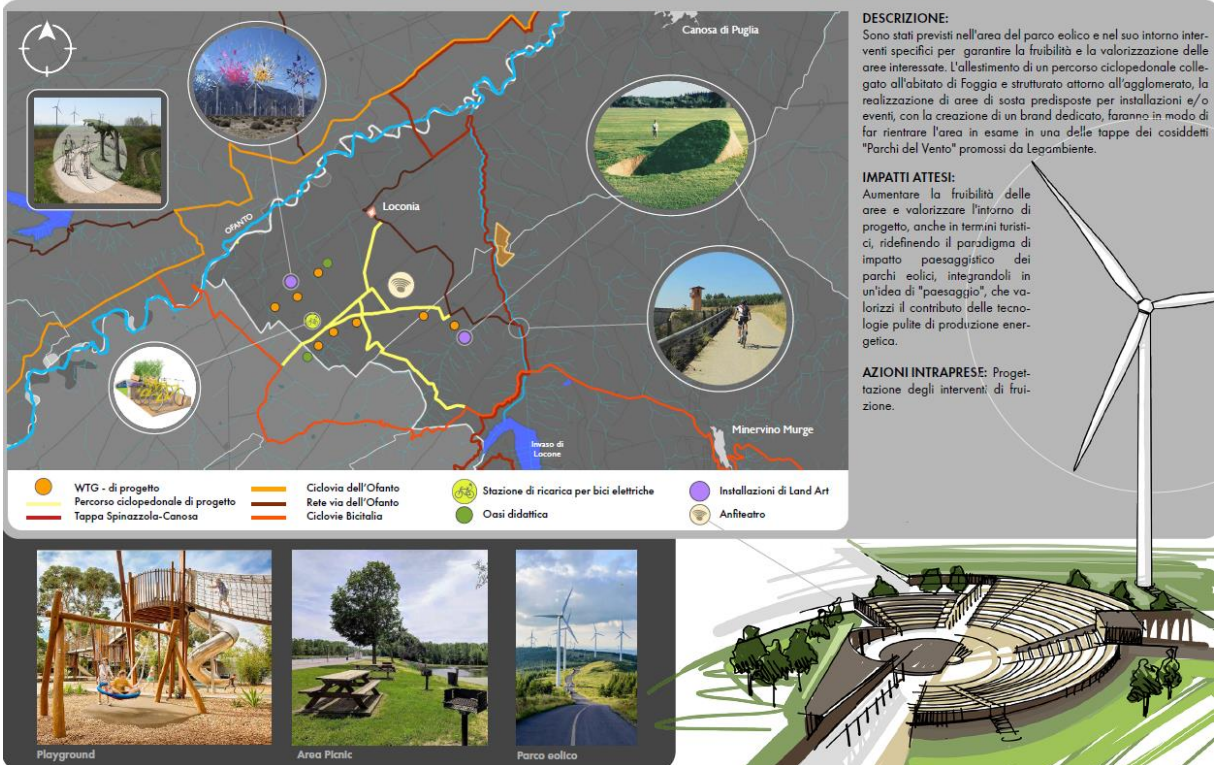 Canosa di Puglia
OFANTO
Loconia
Minervino Murge
Invaso di
Locone
WTG - di progetto
Percorso ciclopedonale di progetto
Tappa Spinazzola-Canosa
Ciclovia dell'Ofanto
Rete via dell'Ofanto
Ciclovie Bicitalia
Stazione di ricarica per bici elettriche
Oasi didattica
Installazioni di Land Art
Anfiteatro
DESCRIZIONE:
Sono stati previsti nell'area del parco eolico e nel suo intorno inter-
venti specifici per garantire la fruibilità e la valorizzazione delle
aree interessate. L'allestimento di un percorso ciclopedonale colle-
gato all'abitato di Foggia e strutturato attorno all'agglomerato, la
realizzazione di aree di sosta predisposte per installazioni e/o
eventi, con la creazione di un brand dedicato, faranno in modo di
far rientrare l'area in esame in una delle tappe dei cosiddetti
"Parchi del Vento" promossi da Legambiente.
IMPATTI ATTESI:
Aumentare la fruibilità delle
aree e valorizzare l'intorno di
progetto, anche in termini turisti-
ci, ridefinendo il paradigma di
impatto paesaggistico dei
parchi eolici, integrandoli in
un'idea di "paesaggio", che va-
lorizzi il contributo delle tecno-
logie pulite di produzione ener-
getica.
AZIONI INTRAPRESE: Proget-
tazione degli interventi di frui-
zione.
Playground
Area Picnic
Parco eolico